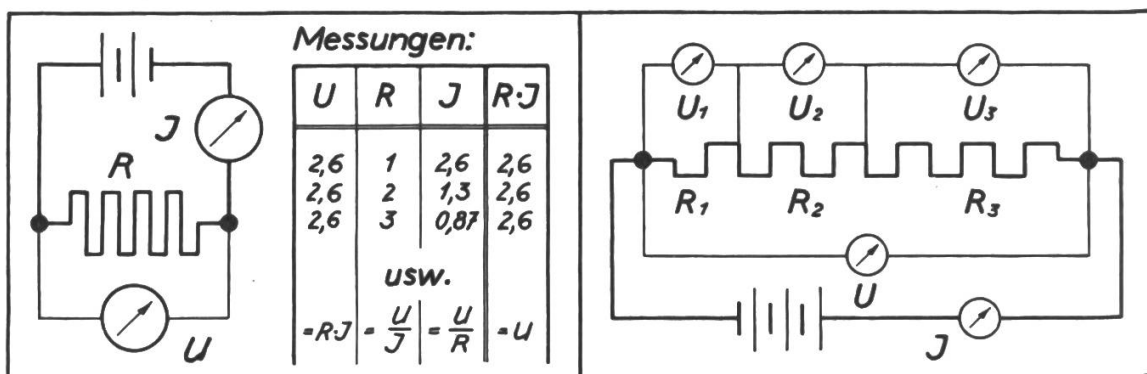 Messungen:
U R J R·J
2,6 1 2,6 2,6
2,6 2 1,3 2,6
2,6 3 0,87 2,6
usw.
=R·J = U/J = U/R =U
J
R
U
U₁ U₂ U₃
R₁ R₂ R₃
U
J